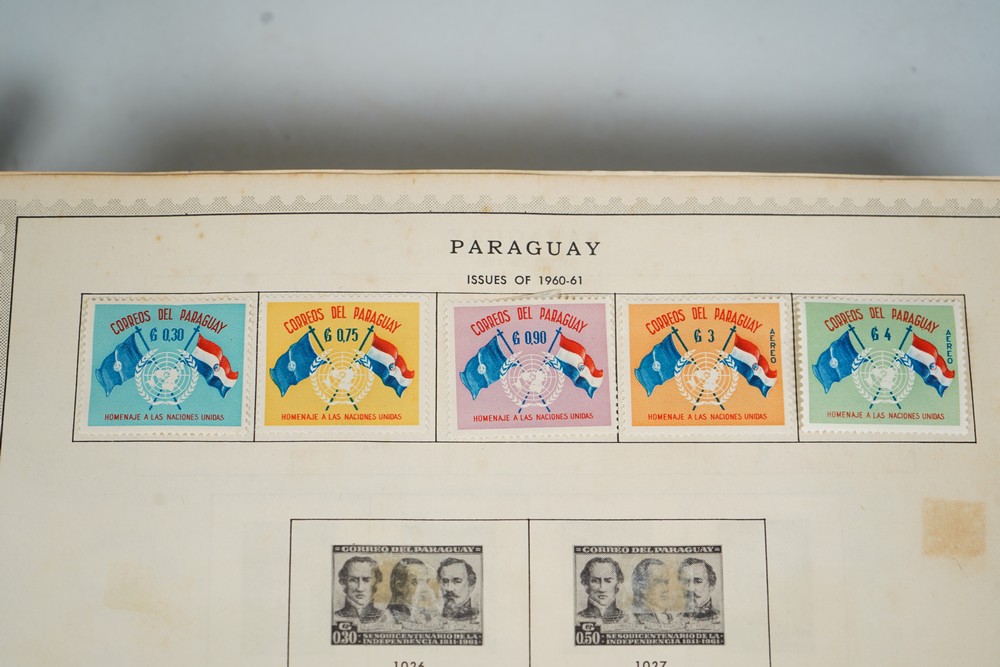 PARAGUAY
ISSUES OF 1960-61
CORREOS DEL PARAGUAY
₲ 0,30
HOMENAJE A LAS NACIONES UNIDAS
CORREOS DEL PARAGUAY
₲ 0,75
HOMENAJE A LAS NACIONES UNIDAS
CORREOS DEL PARAGUAY
₲ 0,90
HOMENAJE A LAS NACIONES UNIDAS
CORREOS DEL PARAGUAY
₲ 3
AEREO
HOMENAJE A LAS NACIONES UNIDAS
CORREOS DEL PARAGUAY
₲ 4
AEREO
HOMENAJE A LAS NACIONES UNIDAS
CORREO DEL PARAGUAY
₲
0.30
SESQUICENTENARIO DE LA
INDEPENDENCIA 1811-1961
1026
CORREO DEL PARAGUAY
₲
0.50
SESQUICENTENARIO DE LA
INDEPENDENCIA 1811-1961
1027